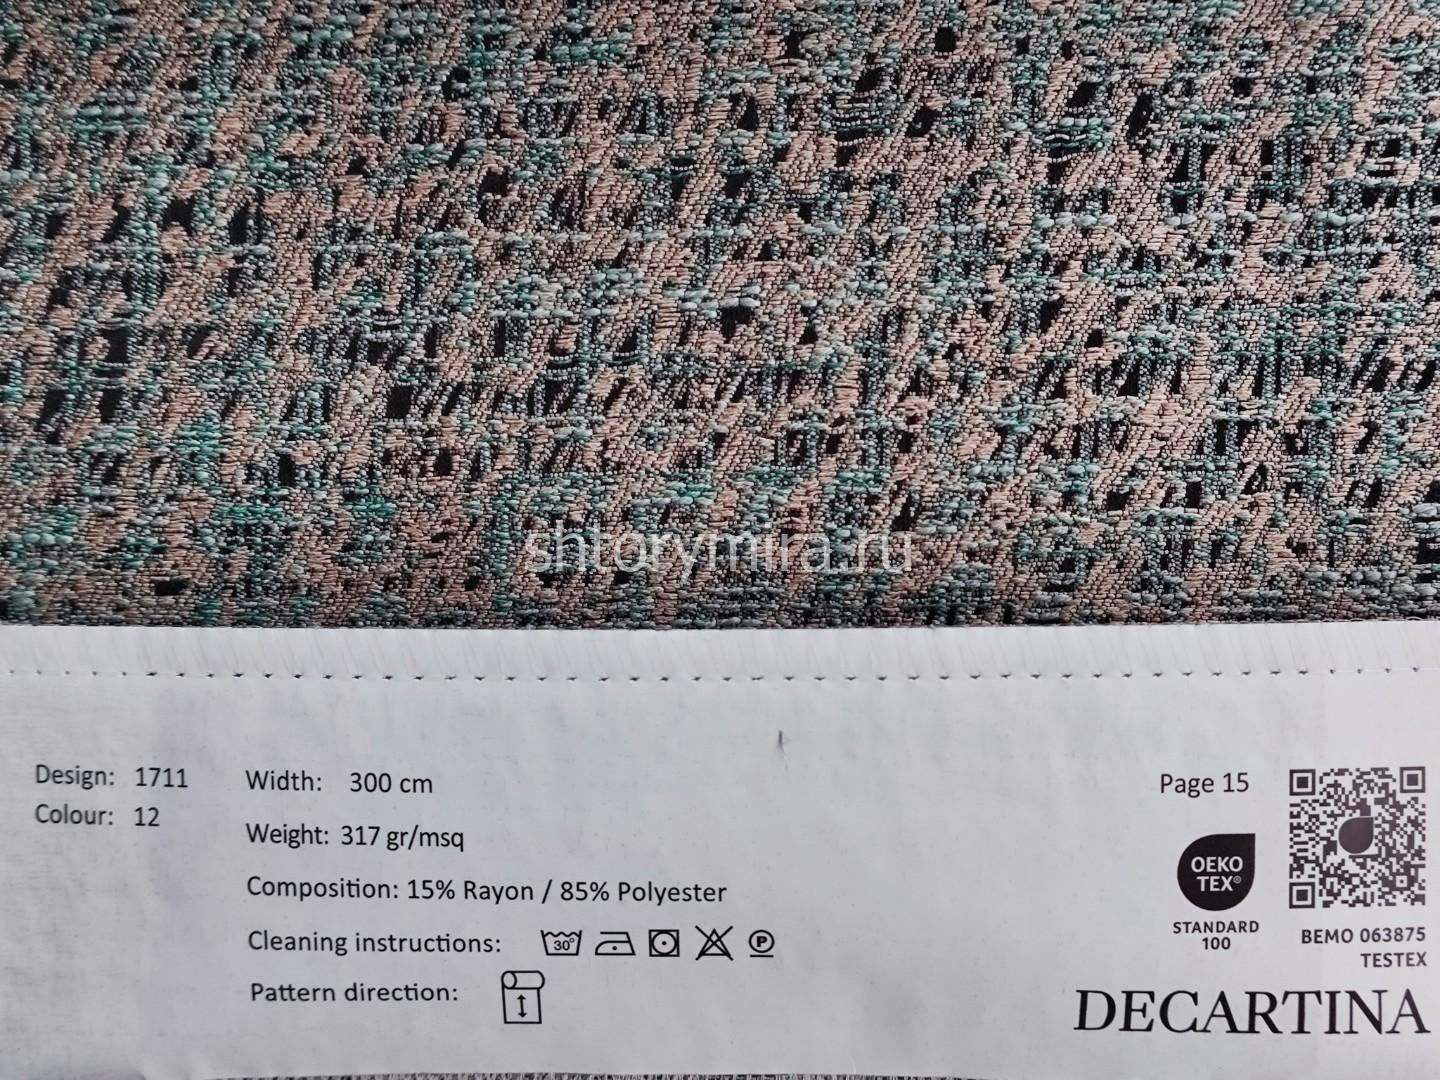 shtorymira.ru
Design: 1711
Colour: 12
Width: 300 cm
Weight: 317 gr/msq
Composition: 15% Rayon / 85% Polyester
Cleaning instructions: 30° P
Pattern direction:
Page 15
OEKO
TEX®
STANDARD
100
BEMO 063875
TESTEX
DECARTINA